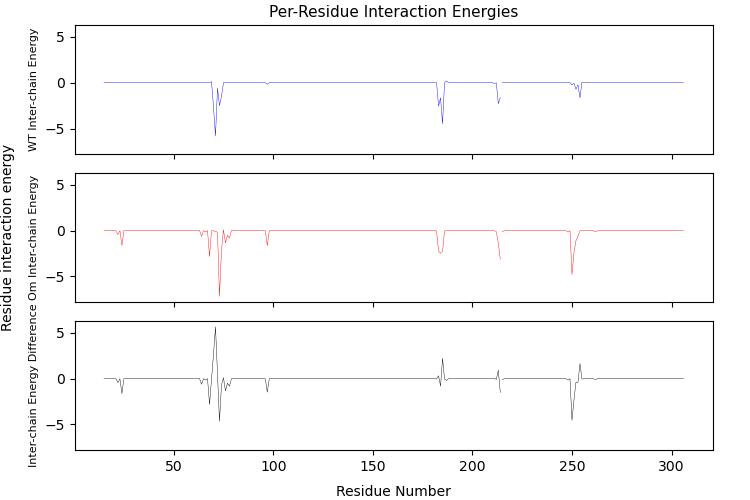 Per-Residue Interaction Energies
Residue interaction energy
WT Inter-chain Energy
5
0
−5
Om Inter-chain Energy
5
0
−5
Inter-chain Energy Difference
5
0
−5
50 100 150 200 250 300
Residue Number